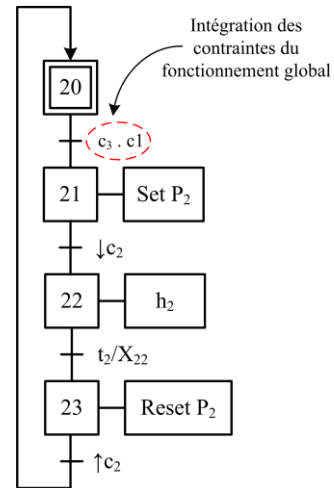 Intégration des
contraintes du
fonctionnement global
20
c₃ . c1
21
Set P₂
↓c₂
22
h₂
t₂/X₂₂
23
Reset P₂
↑c₂